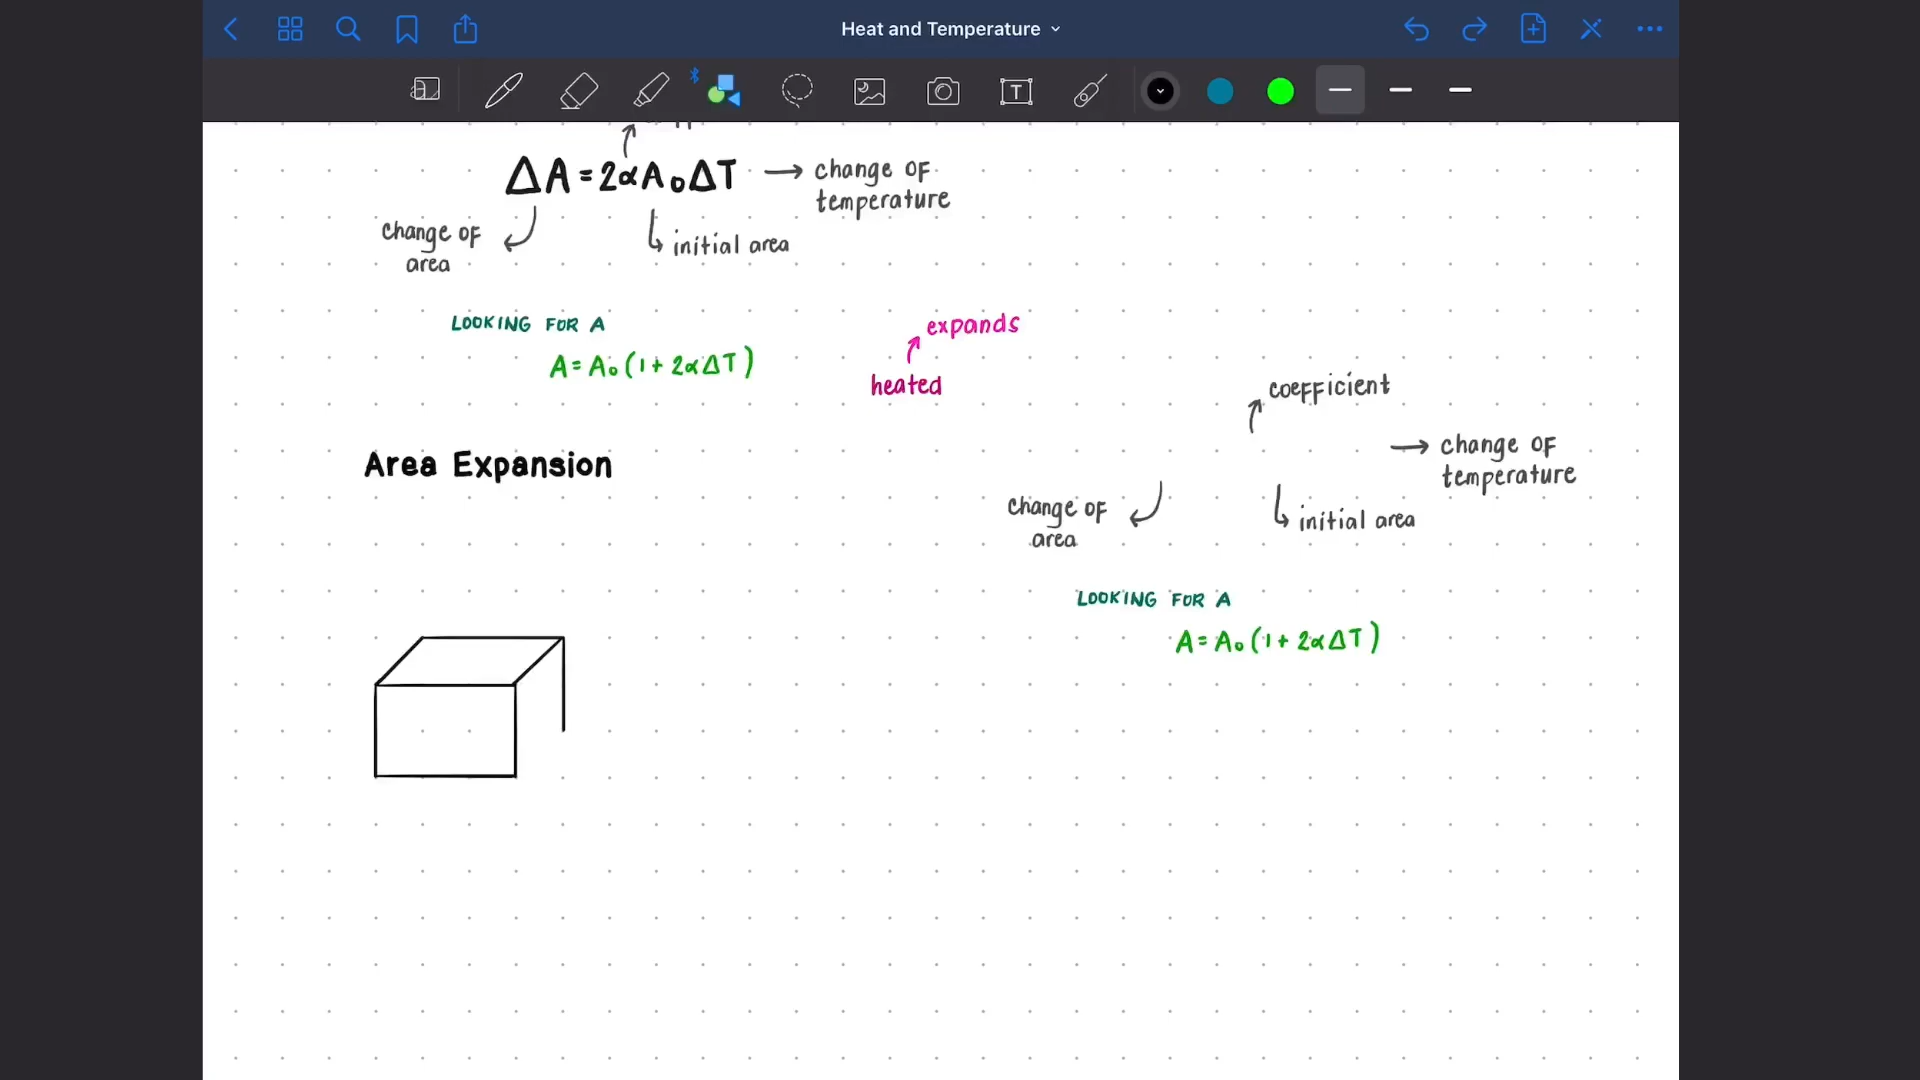 Heat and Temperature
T
ΔA = 2αA₀ΔT
change of
temperature
change of
area
initial area
LOOKING FOR A
A = A₀ (1 + 2αΔT)
expands
heated
Area Expansion
coefficient
change of
temperature
change of
area
initial area
LOOKING FOR A
A = A₀ (1 + 2αΔT)